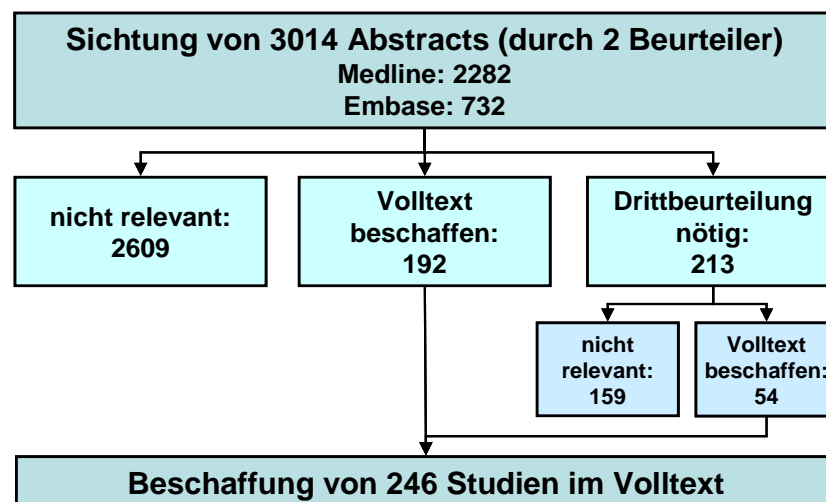 Sichtung von 3014 Abstracts (durch 2 Beurteiler)
Medline: 2282
Embase: 732
nicht relevant:
2609
Volltext
beschaffen:
192
Drittbeurteilung
nötig:
213
nicht
relevant:
159
Volltext
beschaffen:
54
Beschaffung von 246 Studien im Volltext